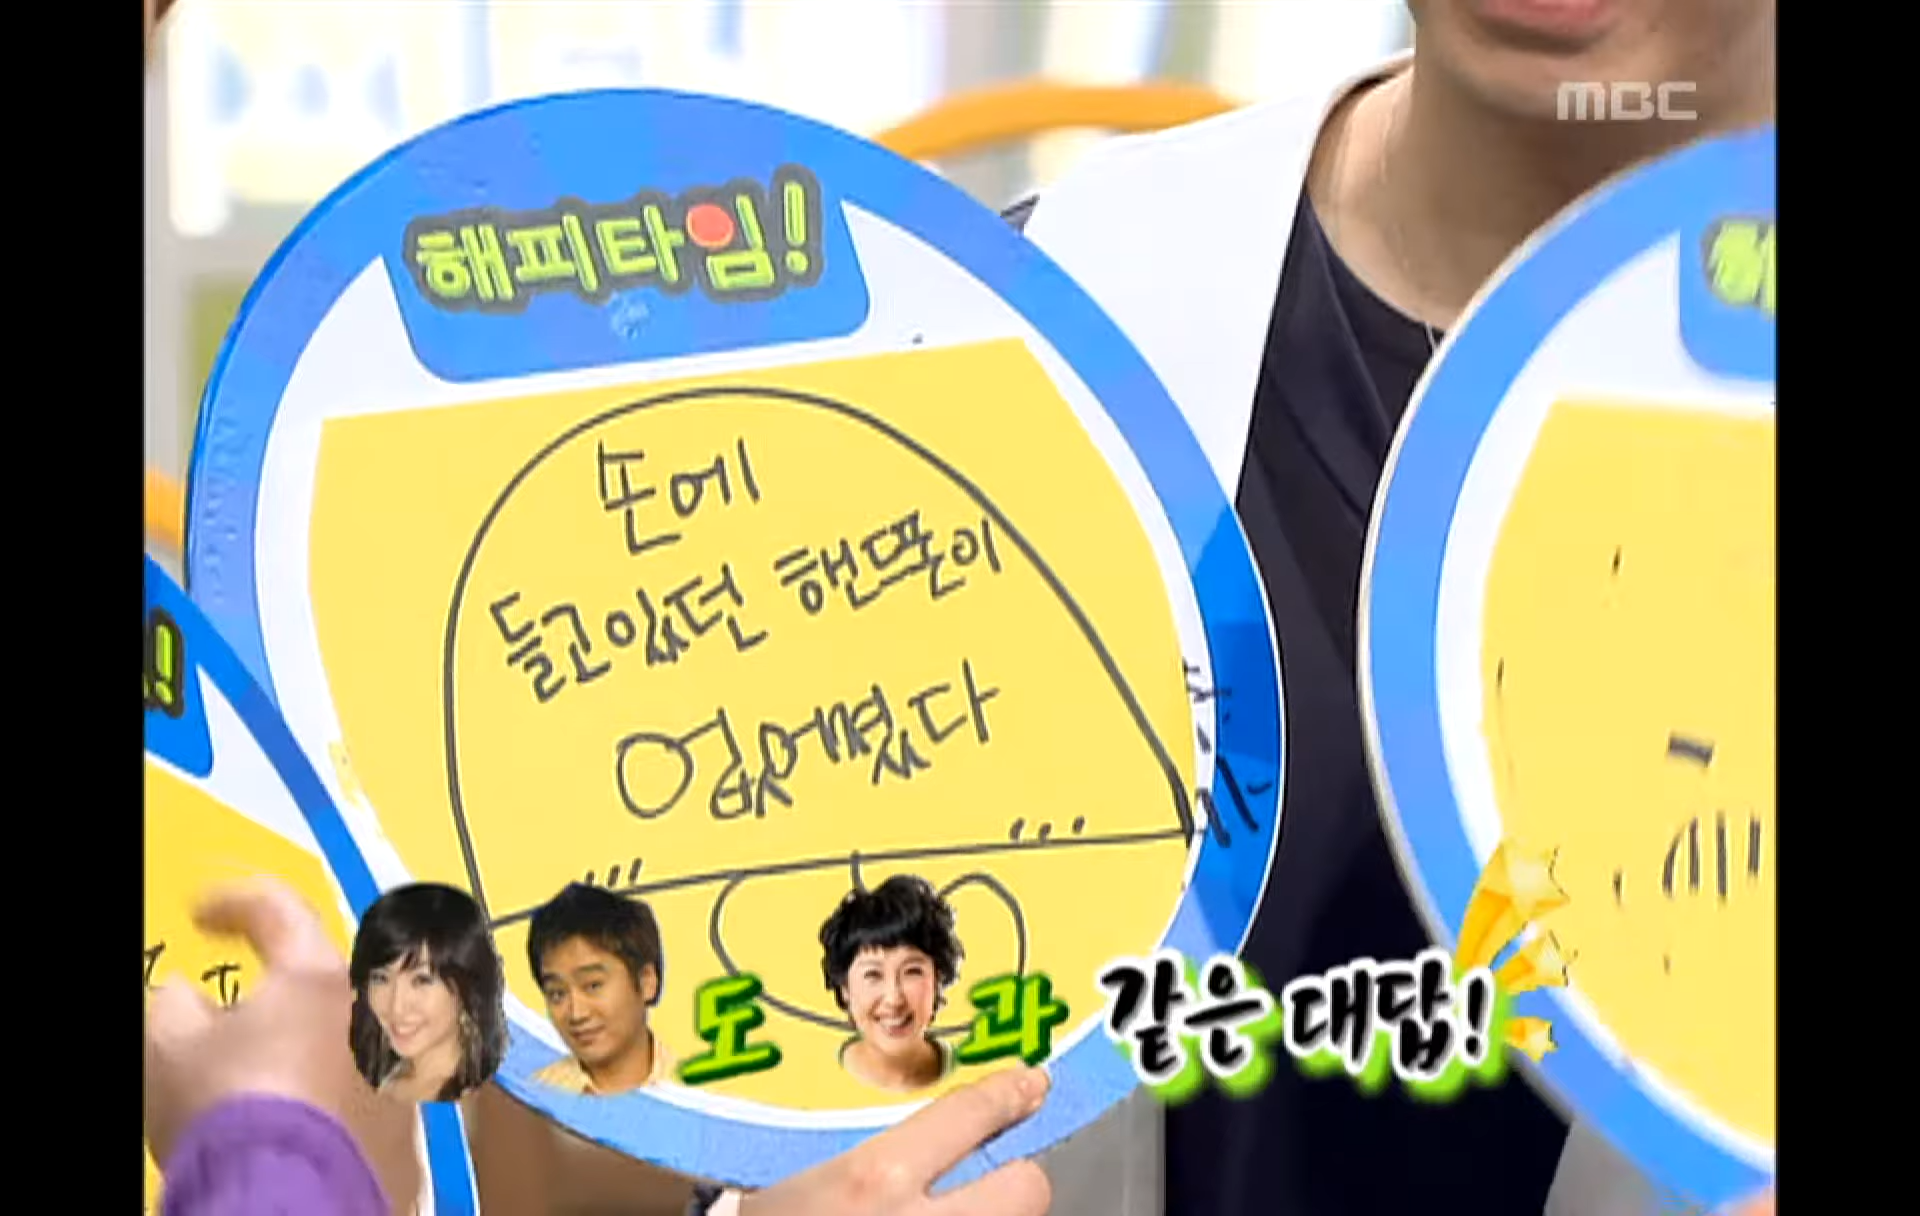 MBC
해피타임!
손에
들고있던 핸드폰이
없어졌다
도 과 같은 대답!